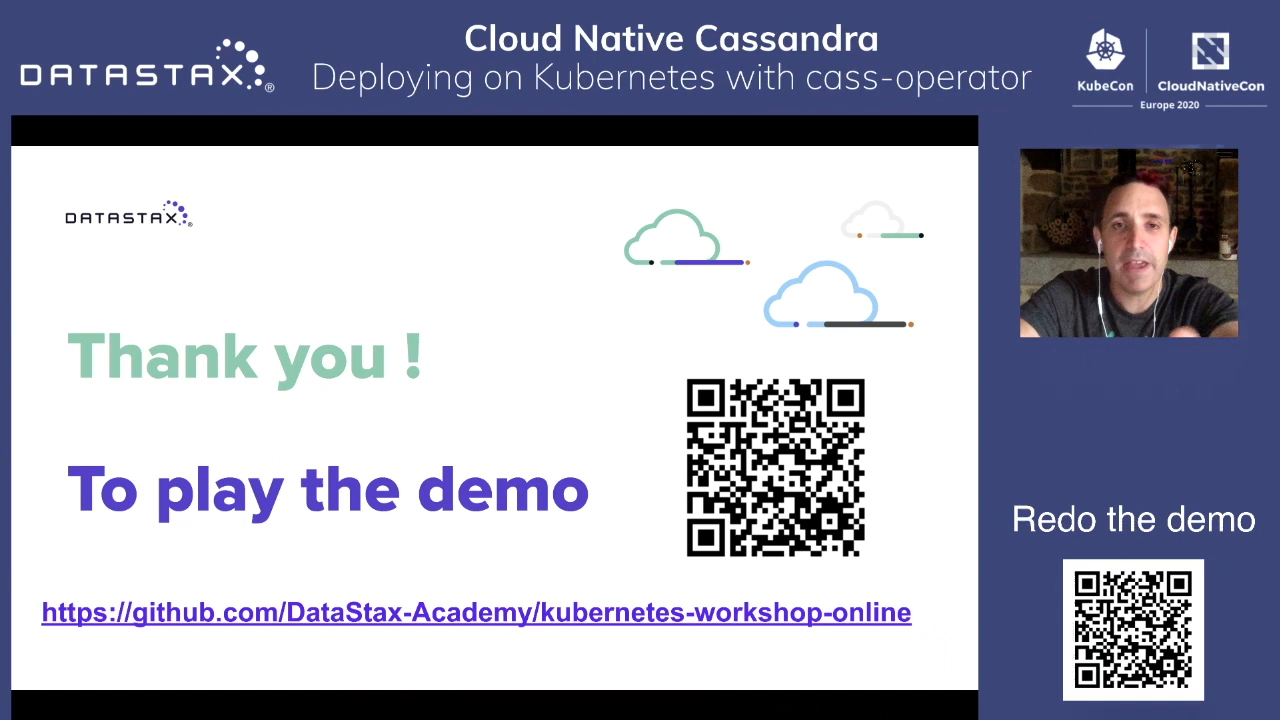 DATASTAX®
Cloud Native Cassandra
Deploying on Kubernetes with cass-operator
KubeCon
CloudNativeCon
Europe 2020
DATASTAX®
Thank you !
To play the demo
https://github.com/DataStax-Academy/kubernetes-workshop-online
Redo the demo